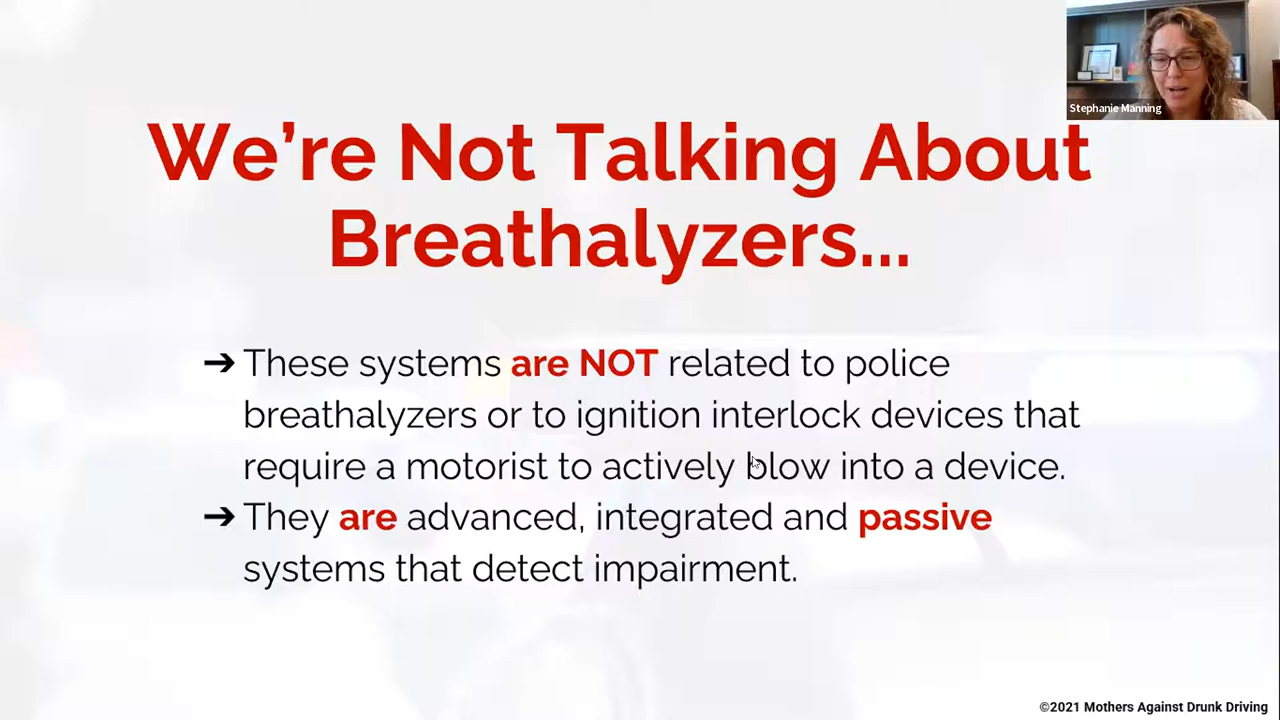 Stephanie Manning
We're Not Talking About
Breathalyzers...
➔ These systems are NOT related to police
breathalyzers or to ignition interlock devices that
require a motorist to actively blow into a device.
➔ They are advanced, integrated and passive
systems that detect impairment.
©2021 Mothers Against Drunk Driving